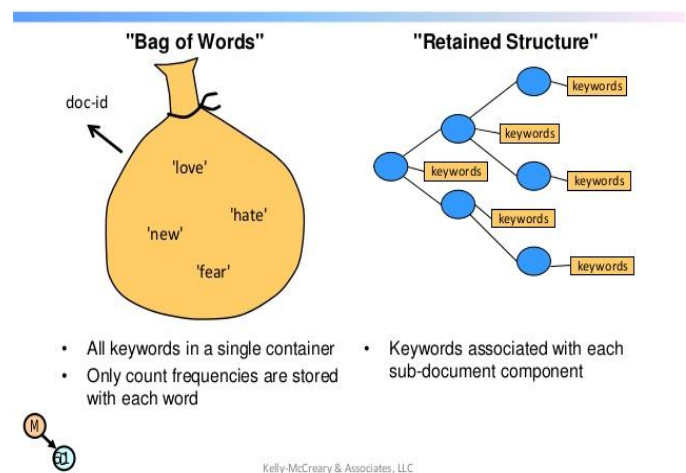 "Bag of Words"
"Retained Structure"
doc-id
'love'
'hate'
'new'
'fear'
keywords
keywords
keywords
keywords
keywords
keywords
• All keywords in a single container
• Only count frequencies are stored
with each word
• Keywords associated with each
sub-document component
M
Kelly-McCreary & Associates, LLC